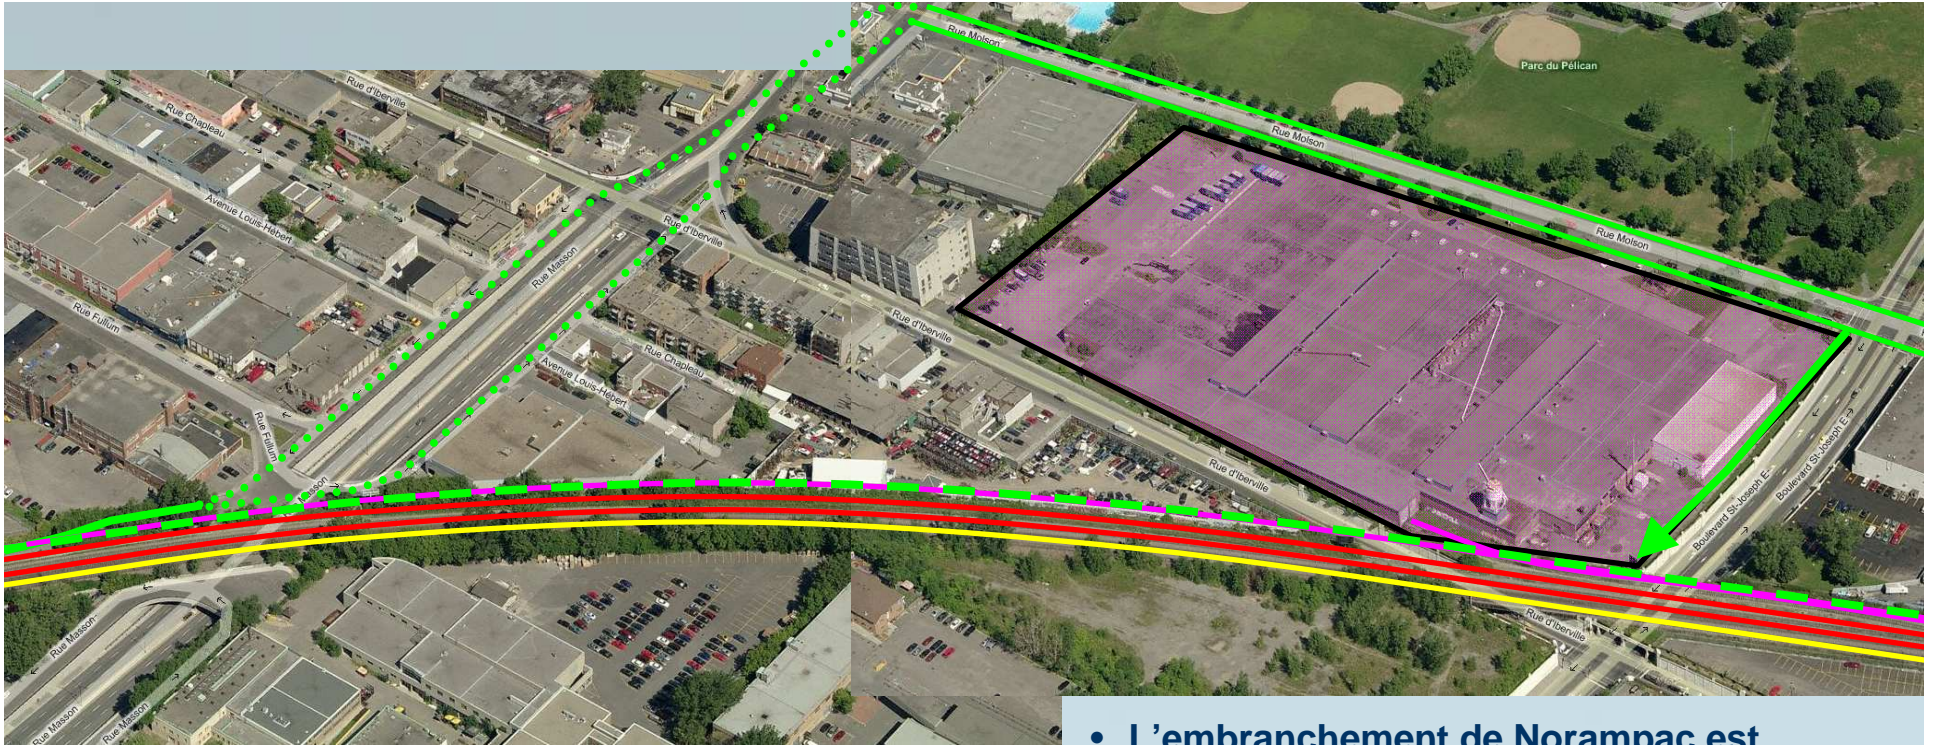 Rue Molson
Parc du Pélican
Rue d'Iberville
Rue Chapleau
Rue Molson
Avenue Louis-Hébert
Rue d'Iberville
Rue Molson
Rue Masson
Rue Fullum
Rue d'Iberville
Rue Chapleau
Avenue Louis-Hébert
Rue Fullum
Rue d'Iberville
Boulevard St-Joseph E
Boulevard St-Joseph E
Masson
Rue d'Iberville
Rue Masson
Rue Masson
Rue Masson
• L'embranchement de Norampac est